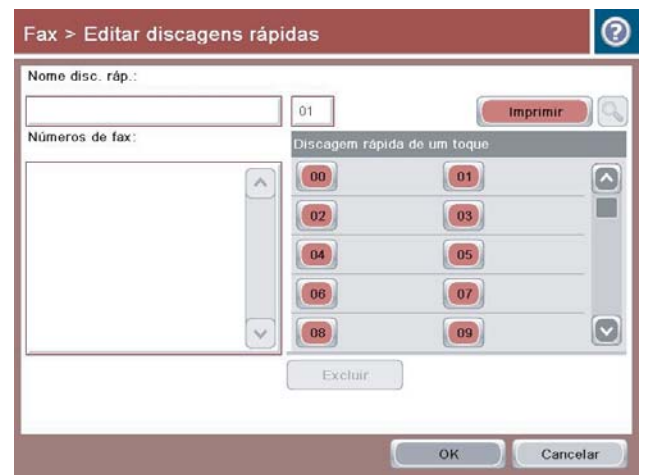 Fax > Editar discagens rápidas
?
Nome disc. ráp.:
01
Imprimir
Números de fax:
Discagem rápida de um toque
00 01
02 03
04 05
06 07
08 09
Excluir
OK Cancelar